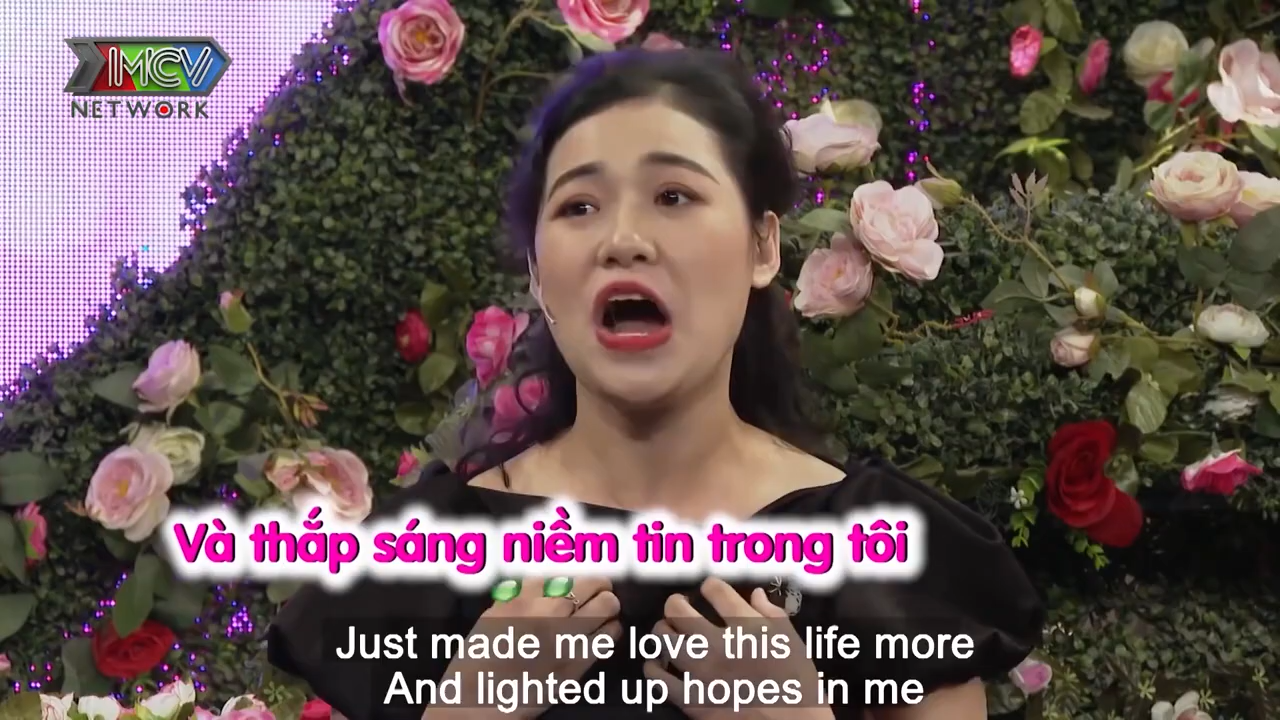 MCV
NETWORK
Và thắp sáng niềm tin trong tôi
Just made me love this life more
And lighted up hopes in me